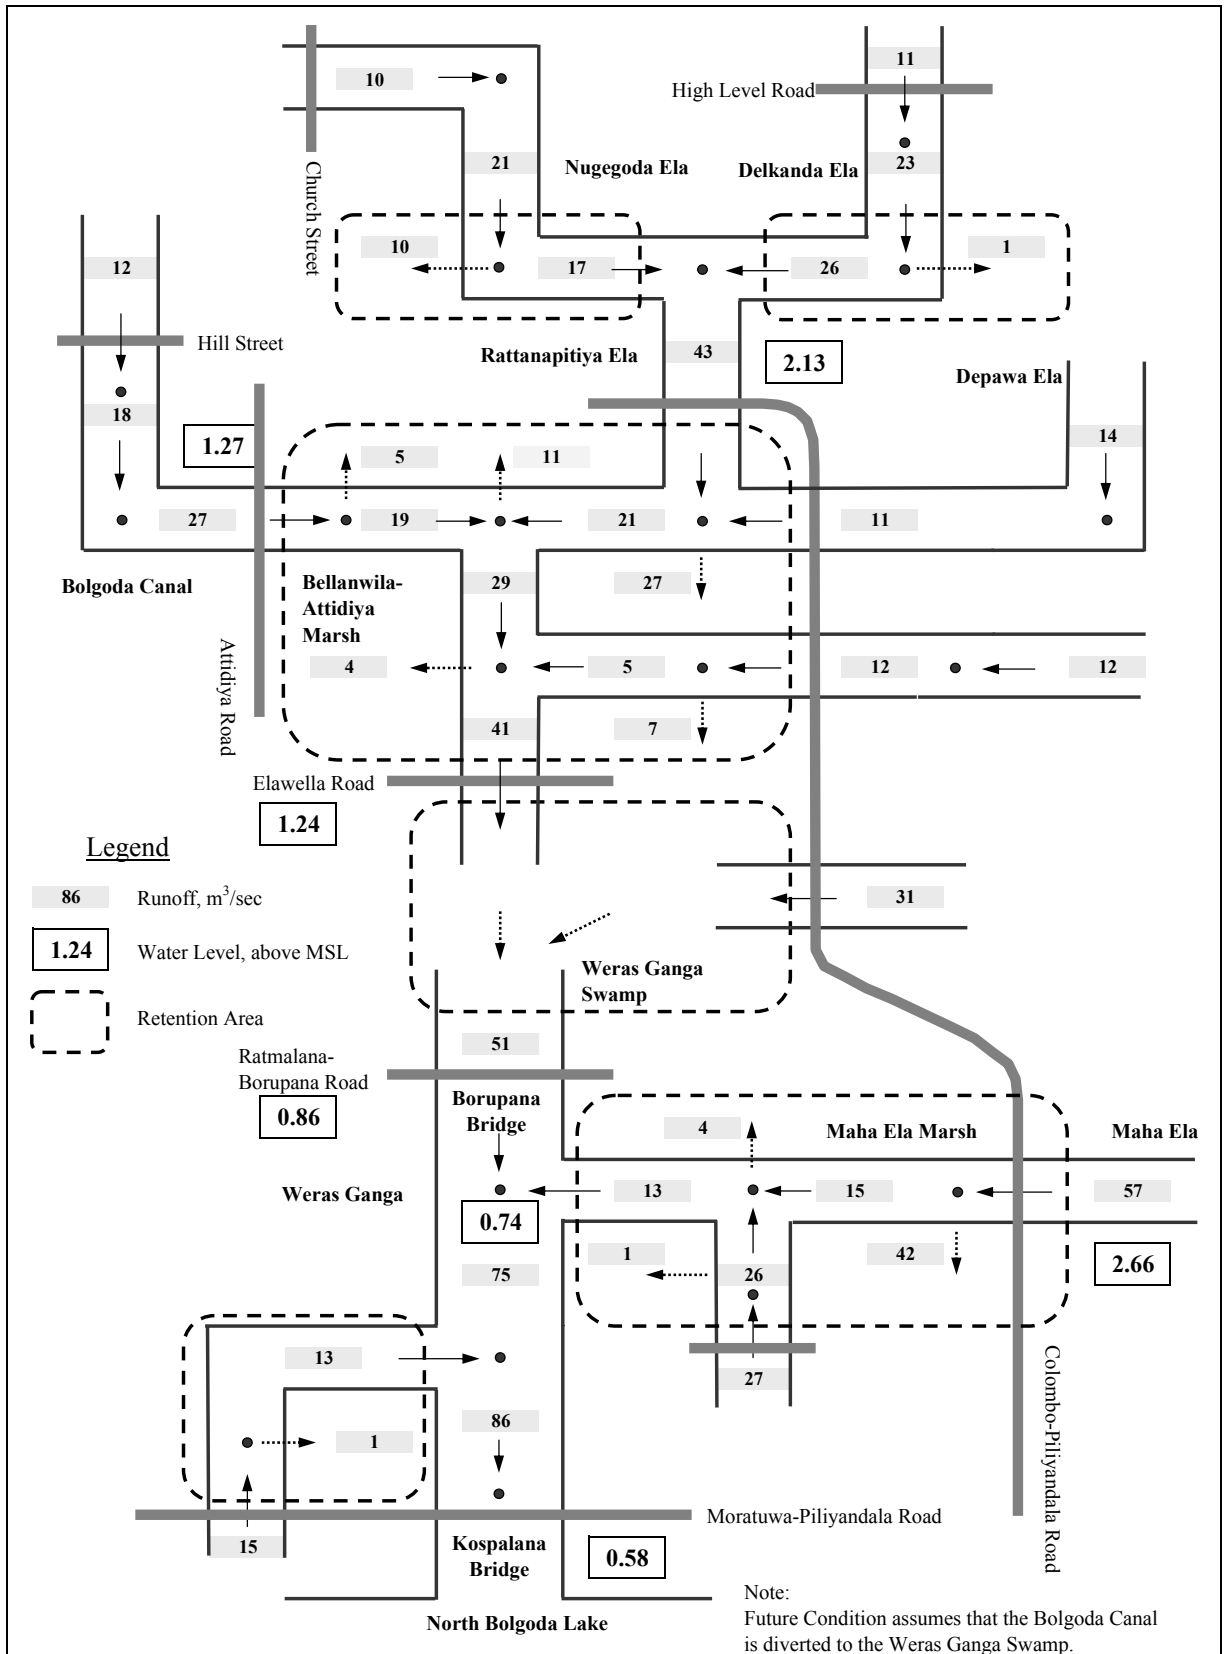 10
11
High Level Road
Church Street
21
Nugegoda Ela
Delkanda Ela
23
12
10
17
26
1
Hill Street
Rattanapitiya Ela
43
2.13
Depawa Ela
18
1.27
5
11
14
27
19
21
11
Bolgoda Canal
Bellanwila-
Attidiya
Marsh
29
27
Attidiya Road
4
5
12
12
41
7
Elawella Road
1.24
Legend
86
Runoff, m³/sec
31
1.24
Water Level, above MSL
Weras Ganga
Swamp
Retention Area
51
Ratmalana-
Borupana Road
0.86
Borupana
Bridge
4
Maha Ela Marsh
Maha Ela
Weras Ganga
13
15
57
0.74
1
42
2.66
75
26
13
27
Colombo-Piliyandala Road
86
1
Moratuwa-Piliyandala Road
15
Kospalana
Bridge
0.58
North Bolgoda Lake
Note:
Future Condition assumes that the Bolgoda Canal
is diverted to the Weras Ganga Swamp.